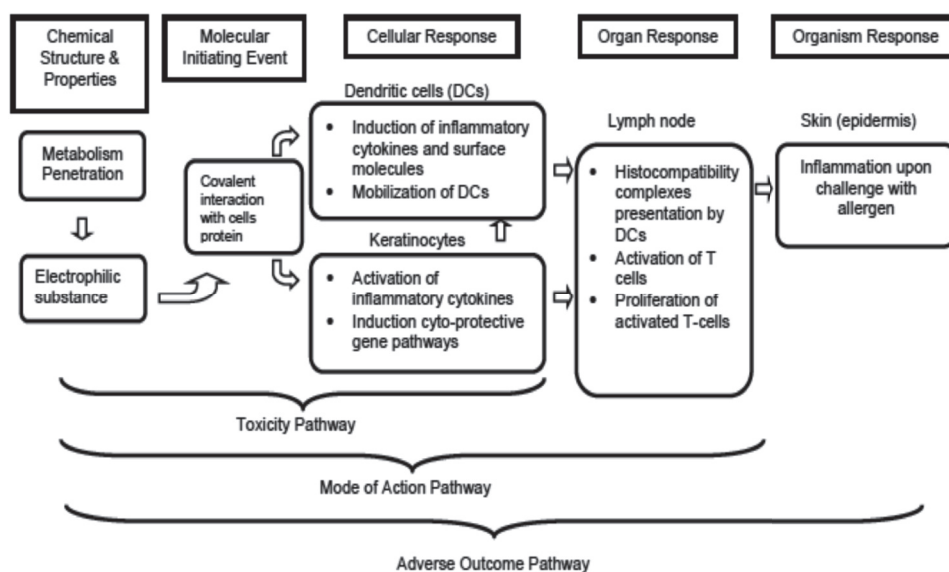 Chemical
Structure &
Properties
Molecular
Initiating Event
Cellular Response
Organ Response
Organism Response
Metabolism
Penetration
Electrophilic
substance
Covalent
interaction
with cells
protein
Dendritic cells (DCs)
• Induction of inflammatory
cytokines and surface
molecules
• Mobilization of DCs
Keratinocytes
• Activation of
inflammatory cytokines
• Induction cyto-protective
gene pathways
Lymph node
• Histocompatibility
complexes
presentation by
DCs
• Activation of T
cells
• Proliferation of
activated T-cells
Skin (epidermis)
Inflammation upon
challenge with
allergen
Toxicity Pathway
Mode of Action Pathway
Adverse Outcome Pathway